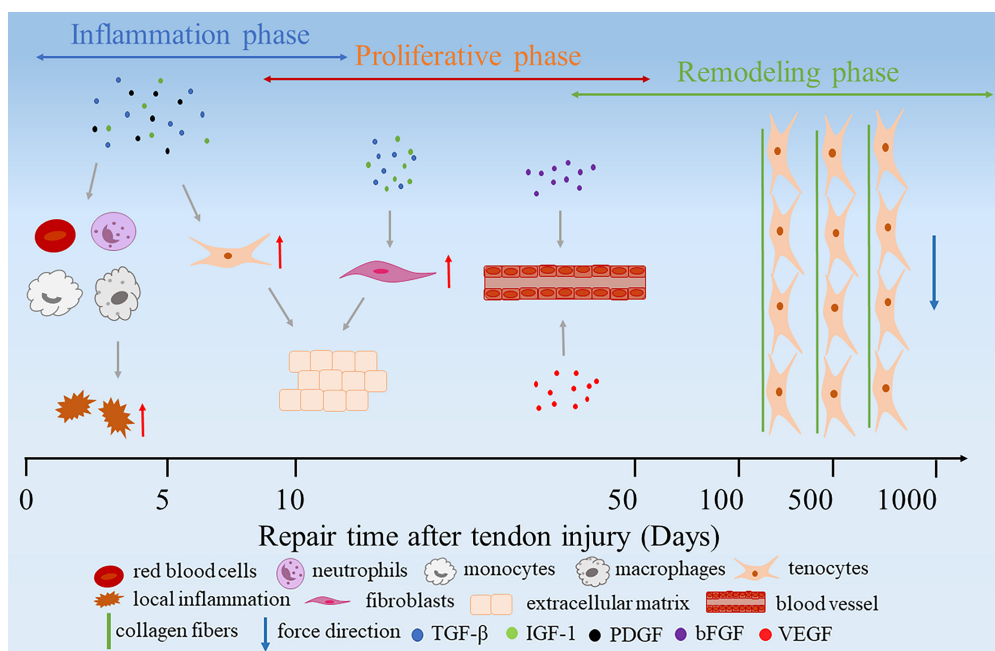 Inflammation phase
Proliferative phase
Remodeling phase
0 5 10 50 100 500 1000
Repair time after tendon injury (Days)
red blood cells neutrophils monocytes macrophages tenocytes
local inflammation fibroblasts extracellular matrix blood vessel
collagen fibers force direction TGF-β IGF-1 PDGF bFGF VEGF